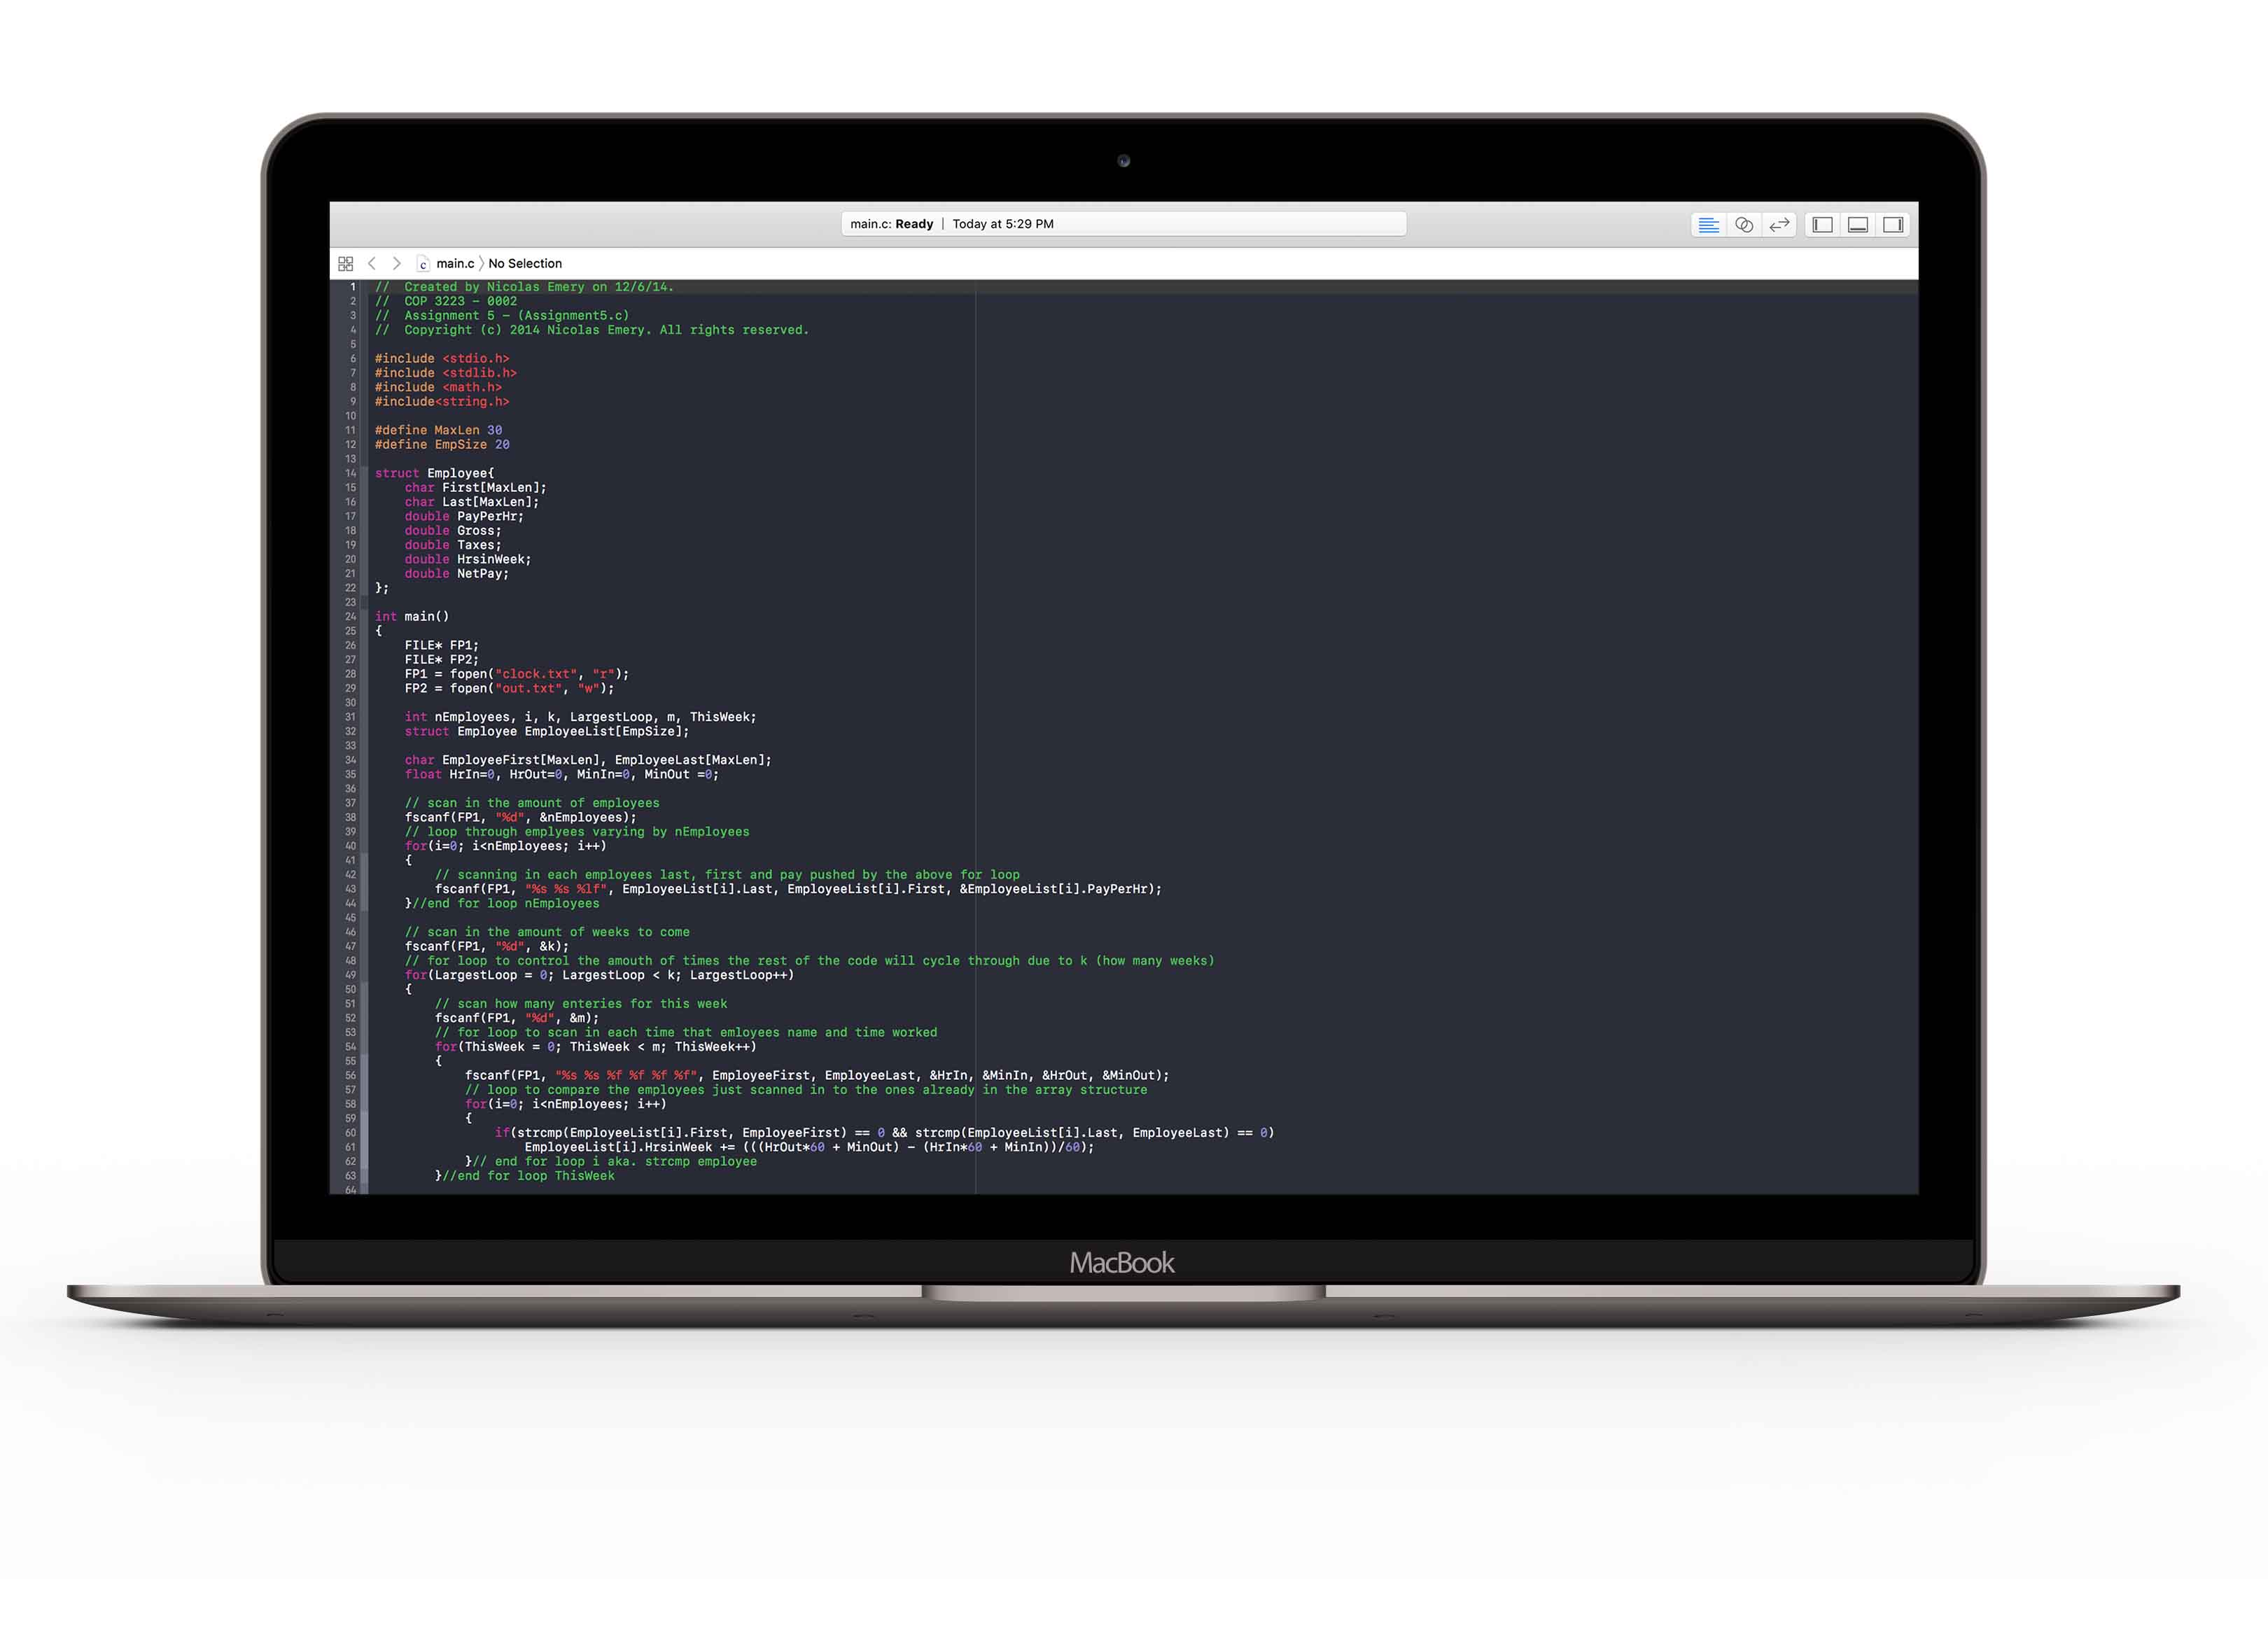 main.c: Ready | Today at 5:29 PM
main.c 〉 No Selection
1 // Created by Nicolas Emery on 12/6/14.
2 // COP 3223 - 0002
3 // Assignment 5 - (Assignment5.c)
4 // Copyright (c) 2014 Nicolas Emery. All rights reserved.
5
6 #include <stdio.h>
7 #include <stdlib.h>
8 #include <math.h>
9 #include<string.h>
10
11 #define MaxLen 30
12 #define EmpSize 20
13
14 struct Employee{
15     char First[MaxLen];
16     char Last[MaxLen];
17     double PayPerHr;
18     double Gross;
19     double Taxes;
20     double HrsinWeek;
21     double NetPay;
22 };
23
24 int main()
25 {
26     FILE* FP1;
27     FILE* FP2;
28     FP1 = fopen("clock.txt", "r");
29     FP2 = fopen("out.txt", "w");
30
31     int nEmployees, i, k, LargestLoop, m, ThisWeek;
32     struct Employee EmployeeList[EmpSize];
33
34     char EmployeeFirst[MaxLen], EmployeeLast[MaxLen];
35     float HrIn=0, HrOut=0, MinIn=0, MinOut =0;
36
37     // scan in the amount of employees
38     fscanf(FP1, "%d", &nEmployees);
39     // loop through emplyees varying by nEmployees
40     for(i=0; i<nEmployees; i++)
41     {
42         // scanning in each employees last, first and pay pushed by the above for loop
43         fscanf(FP1, "%s %s %lf", EmployeeList[i].Last, EmployeeList[i].First, &EmployeeList[i].PayPerHr);
44     }//end for loop nEmployees
45
46     // scan in the amount of weeks to come
47     fscanf(FP1, "%d", &k);
48     // for loop to control the amouth of times the rest of the code will cycle through due to k (how many weeks)
49     for(LargestLoop = 0; LargestLoop < k; LargestLoop++)
50     {
51         // scan how many enteries for this week
52         fscanf(FP1, "%d", &m);
53         // for loop to scan in each time that emloyees name and time worked
54         for(ThisWeek = 0; ThisWeek < m; ThisWeek++)
55         {
56             fscanf(FP1, "%s %s %f %f %f %f", EmployeeFirst, EmployeeLast, &HrIn, &MinIn, &HrOut, &MinOut);
57             // loop to compare the employees just scanned in to the ones already in the array structure
58             for(i=0; i<nEmployees; i++)
59             {
60                 if(strcmp(EmployeeList[i].First, EmployeeFirst) == 0 && strcmp(EmployeeList[i].Last, EmployeeLast) == 0)
61                     EmployeeList[i].HrsinWeek += (((HrOut*60 + MinOut) - (HrIn*60 + MinIn))/60);
62             }// end for loop i aka. strcmp employee
63         }//end for loop ThisWeek
64
MacBook